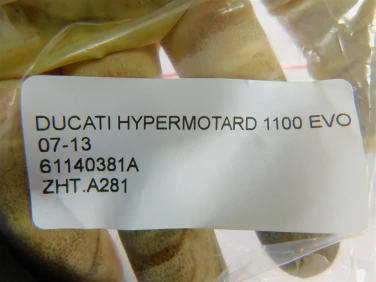 DUCATI HYPERMOTARD 1100 EVO
07-13
61140381A
ZHT.A281